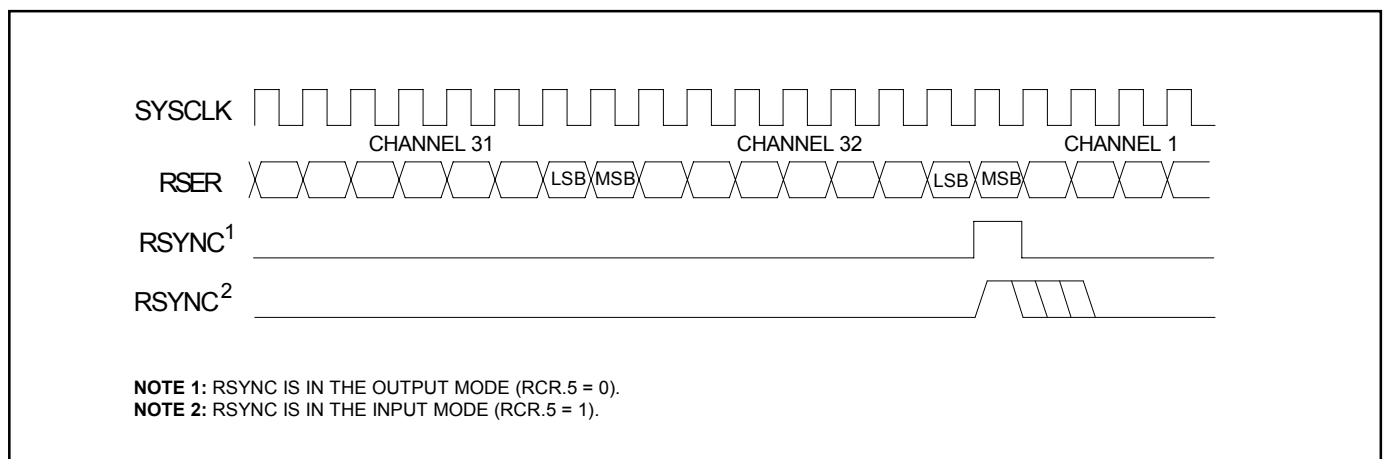 SYSCLK
CHANNEL 31 CHANNEL 32 CHANNEL 1
RSER LSB MSB LSB MSB
RSYNC1
RSYNC2
NOTE 1: RSYNC IS IN THE OUTPUT MODE (RCR.5 = 0).
NOTE 2: RSYNC IS IN THE INPUT MODE (RCR.5 = 1).